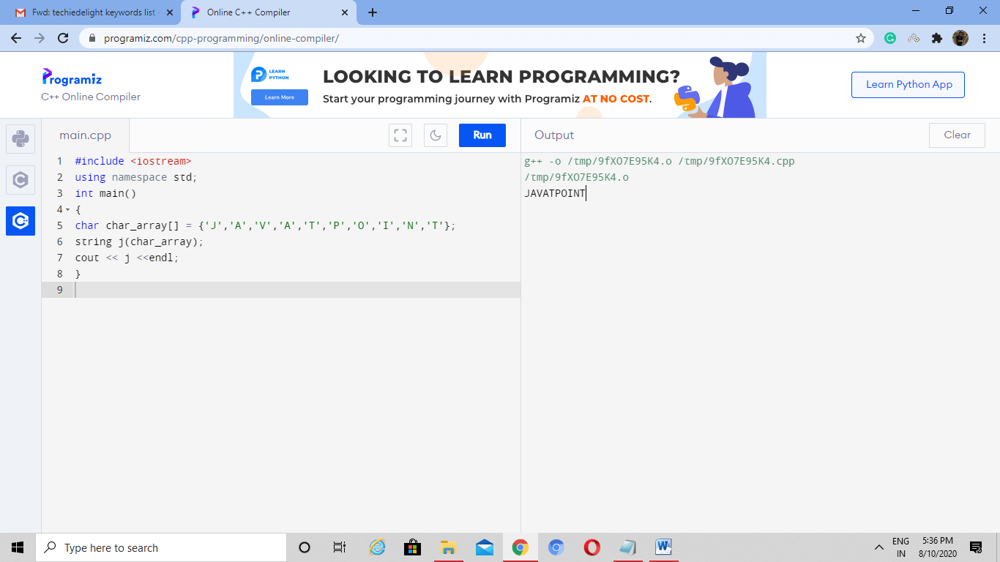 Fwd: techiedelight keywords list -
Online C++ Compiler
programiz.com/cpp-programming/online-compiler/
Programiz
C++ Online Compiler
LEARN
PYTHON
Learn More
LOOKING TO LEARN PROGRAMMING?
Start your programming journey with Programiz AT NO COST.
Learn Python App
main.cpp
Run
Output
Clear
1 #include <iostream>
2 using namespace std;
3 int main()
4 {
5 char char_array[] = {'J','A','V','A','T','P','O','I','N','T'};
6 string j(char_array);
7 cout << j <<endl;
8 }
9
g++ -o /tmp/9fXO7E95K4.o /tmp/9fXO7E95K4.cpp
/tmp/9fXO7E95K4.o
JAVATPOINT
Type here to search
ENG
IN
5:36 PM
8/10/2020